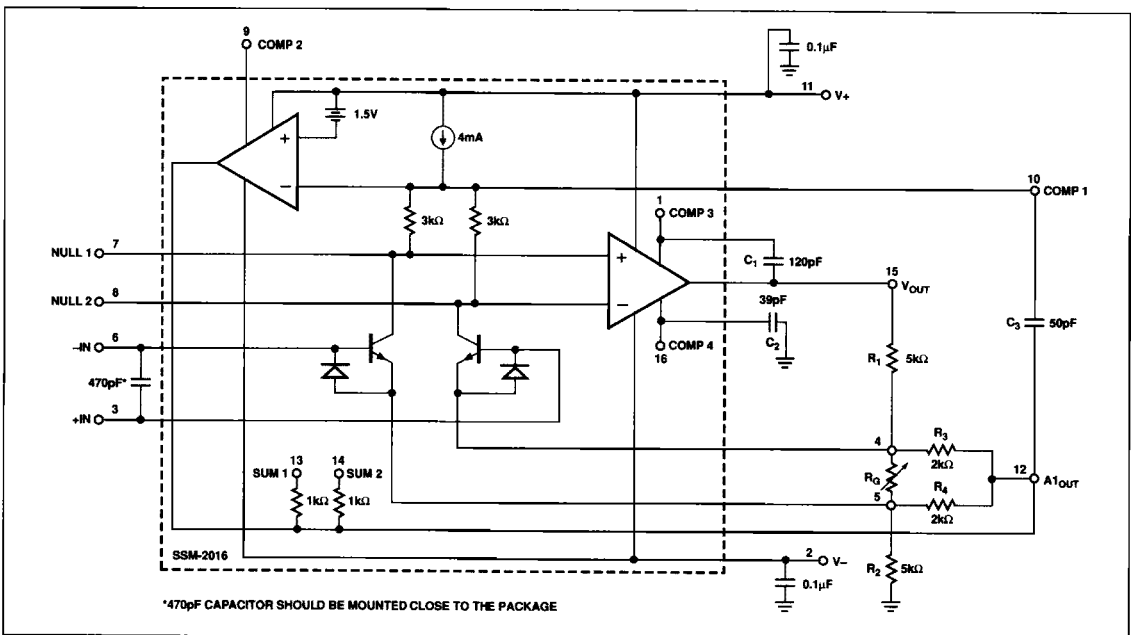 9
COMP 2
0.1µF
11
V+
1.5V
+
4mA
−
10
COMP 1
3kΩ
3kΩ
1
COMP 3
NULL 1
7
+
C1
120pF
15
VOUT
NULL 2
8
−
39pF
C3
50pF
–IN
6
16
COMP 4
C2
R1
5kΩ
470pF*
+IN
3
4
R3
2kΩ
13
14
SUM 1
SUM 2
RG
12
A1OUT
1kΩ
1kΩ
5
R4
2kΩ
SSM-2016
2
V–
R2
5kΩ
0.1µF
*470pF CAPACITOR SHOULD BE MOUNTED CLOSE TO THE PACKAGE